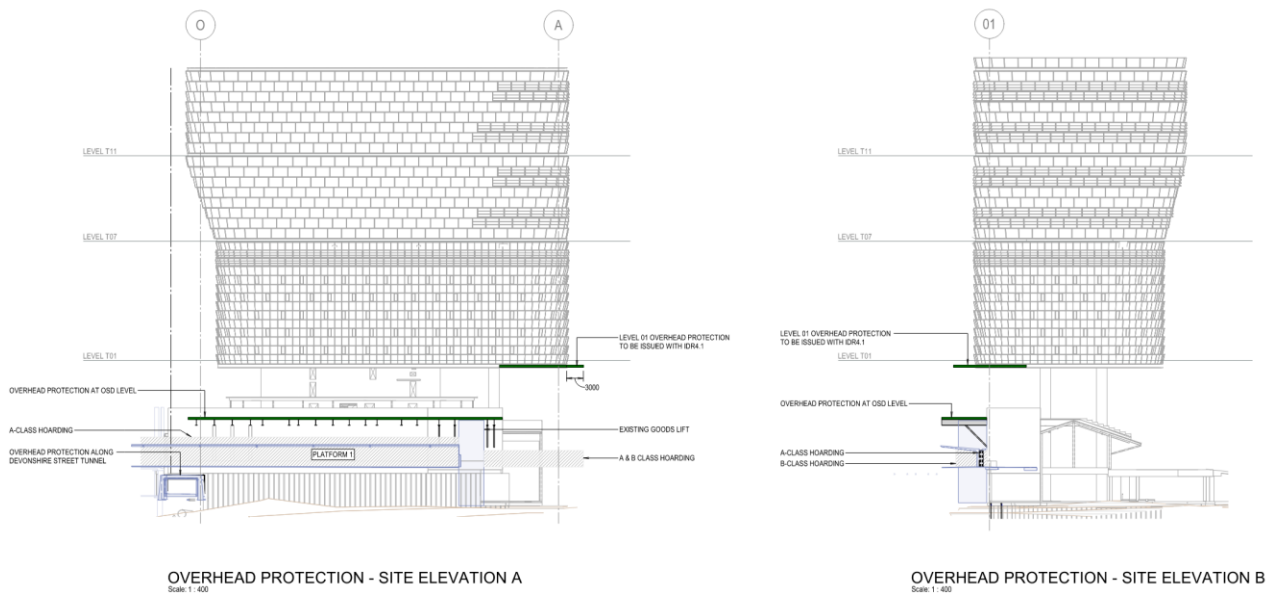 O
A
LEVEL T11
LEVEL T07
LEVEL T01
LEVEL 01 OVERHEAD PROTECTION
TO BE ISSUED WITH IDR4.1
3000
OVERHEAD PROTECTION AT OSD LEVEL
A-CLASS HOARDING
OVERHEAD PROTECTION ALONG
DEVONSHIRE STREET TUNNEL
PLATFORM 1
EXISTING GOODS LIFT
A & B CLASS HOARDING
OVERHEAD PROTECTION - SITE ELEVATION A
Scale: 1 : 400
01
LEVEL T11
LEVEL T07
LEVEL 01 OVERHEAD PROTECTION
TO BE ISSUED WITH IDR4.1
LEVEL T01
OVERHEAD PROTECTION AT OSD LEVEL
A-CLASS HOARDING
B-CLASS HOARDING
OVERHEAD PROTECTION - SITE ELEVATION B
Scale: 1 : 400